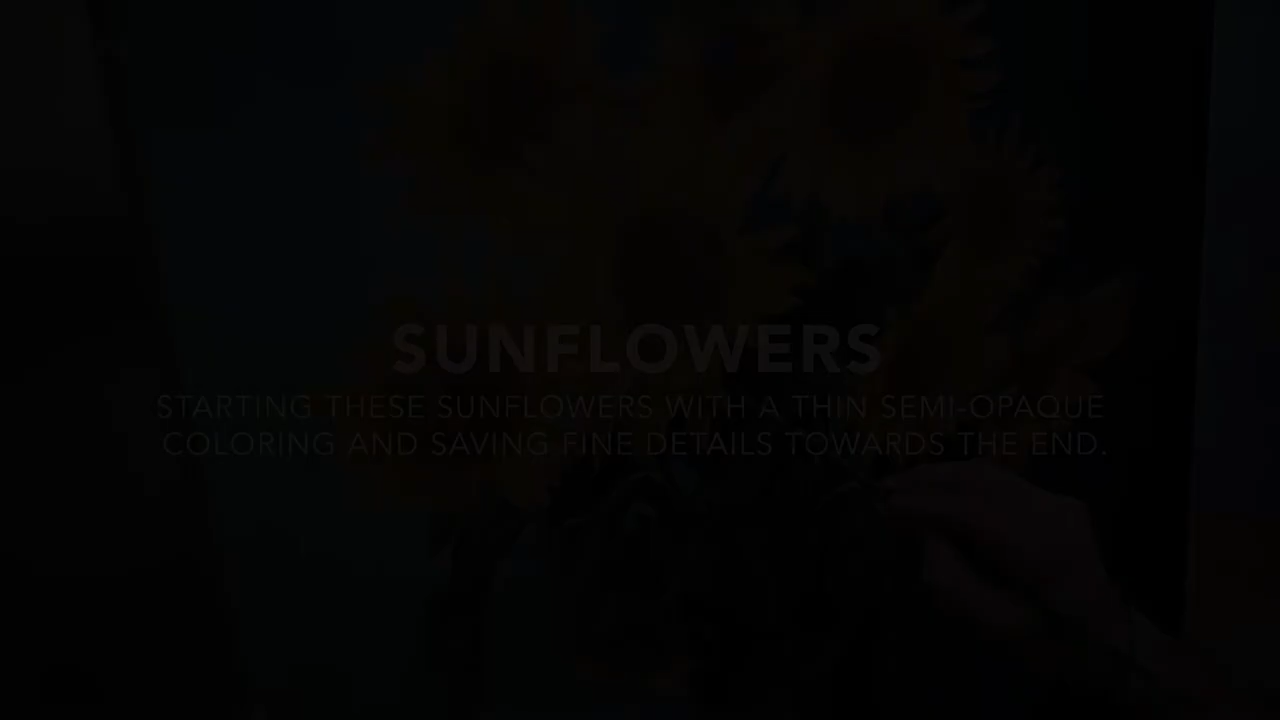 SUNFLOWERS
STARTING THESE SUNFLOWERS WITH A THIN SEMI-OPAQUE
COLORING AND SAVING FINE DETAILS TOWARDS THE END.